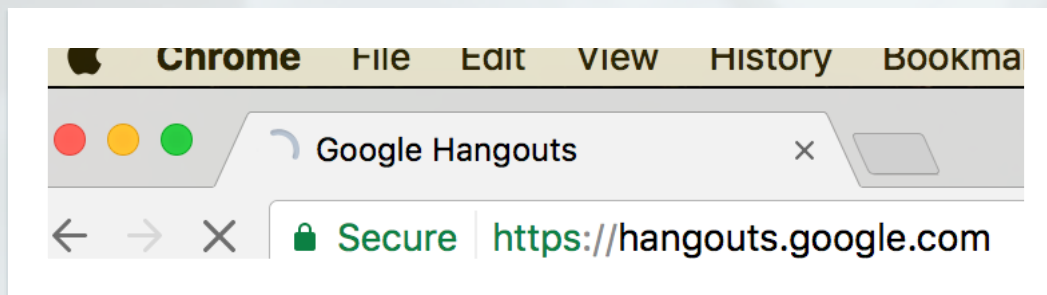 Chrome File Edit View History Bookma
Google Hangouts
Secure https://hangouts.google.com